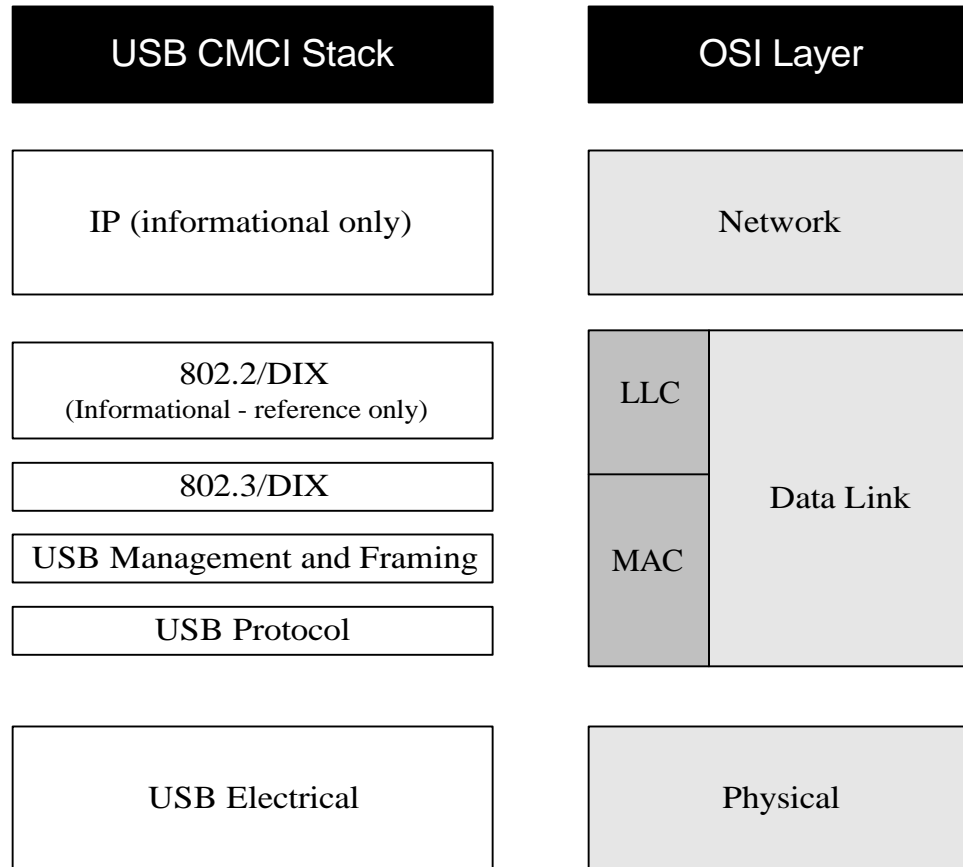 USB CMCI Stack
OSI Layer
IP (informational only)
Network
802.2/DIX
(Informational - reference only)
LLC
802.3/DIX
Data Link
USB Management and Framing
MAC
USB Protocol
USB Electrical
Physical